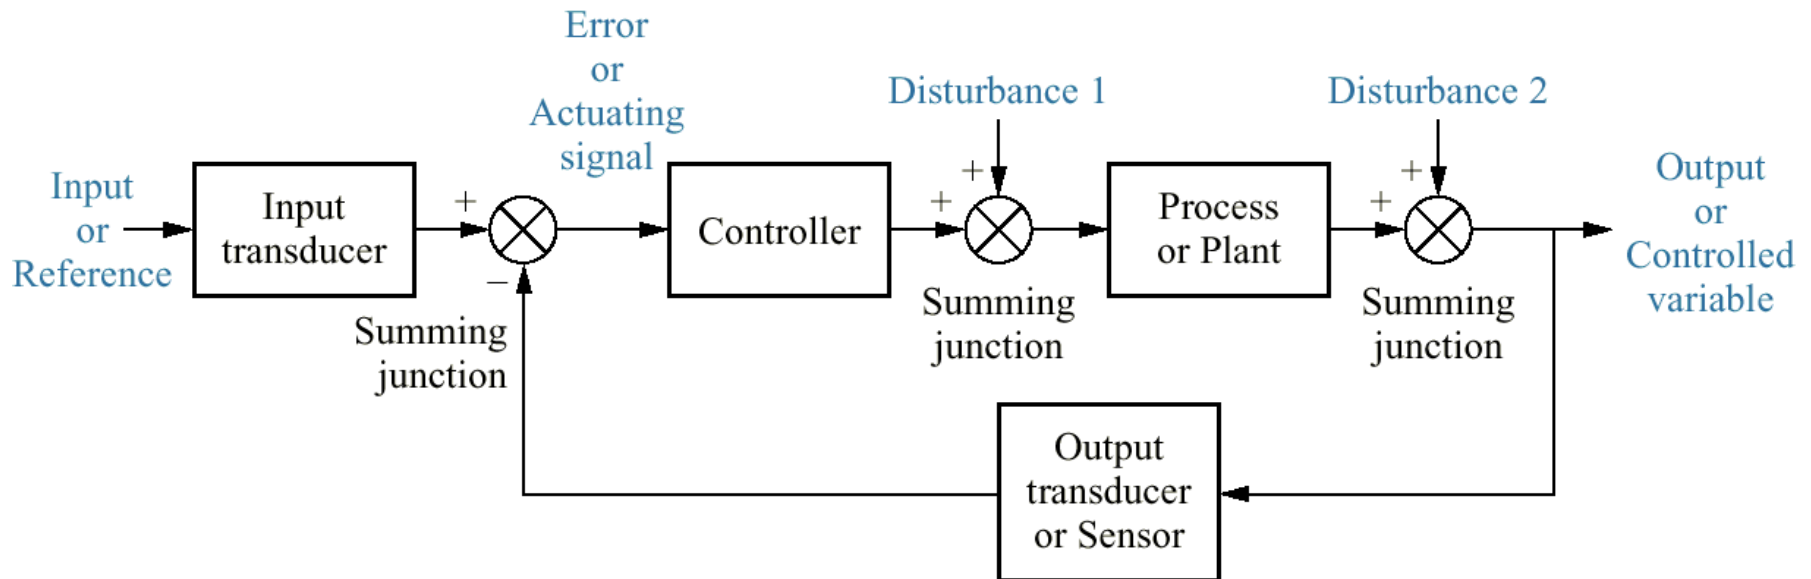 Error
or
Actuating
signal
Disturbance 1
Disturbance 2
Input
or
Reference
Input
transducer
+
−
Summing
junction
Controller
+
+
Summing
junction
Process
or Plant
+
+
Summing
junction
Output
or
Controlled
variable
Output
transducer
or Sensor